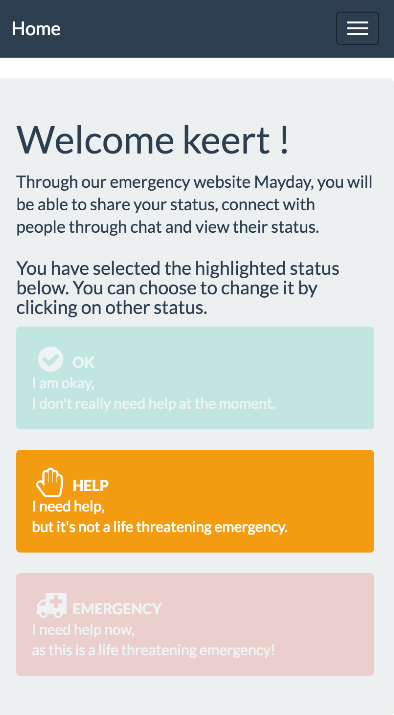 Home
Welcome keert !
Through our emergency website Mayday, you will
be able to share your status, connect with
people through chat and view their status.
You have selected the highlighted status
below. You can choose to change it by
clicking on other status.
OK
I am okay,
I don't really need help at the moment.
HELP
I need help,
but it's not a life threatening emergency.
EMERGENCY
I need help now,
as this is a life threatening emergency!